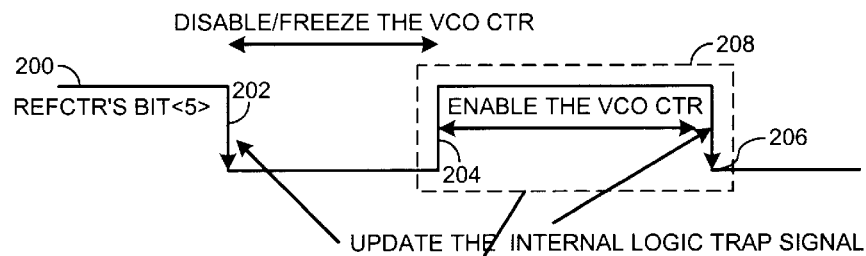 DISABLE/FREEZE THE VCO CTR
208
200
202
REFCTR'S BIT<5>
ENABLE THE VCO CTR
204
206
UPDATE THE INTERNAL LOGIC TRAP SIGNAL